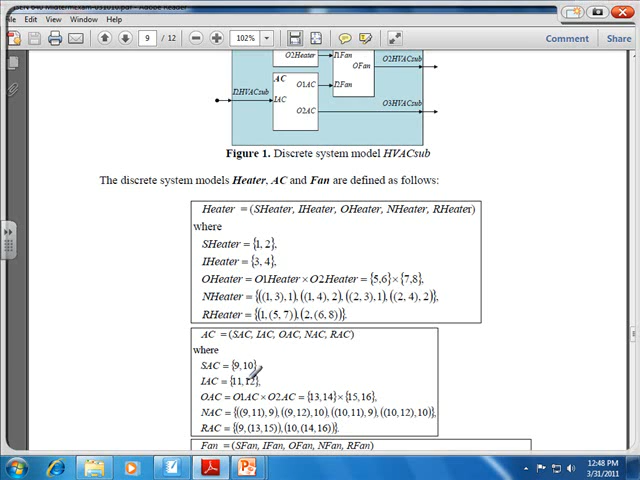 File Edit View Window Help
9 / 12 102% Comment Share
O2Heater I1Fan O2HVACsub
OFan
AC
O1AC I2Fan
I2HVACsub IAC O3HVACsub
O2AC
Figure 1. Discrete system model HVACsub
The discrete system models Heater, AC and Fan are defined as follows:
Heater = (SHeater, IHeater, OHeater, NHeater, RHeater)
where
SHeater = {1, 2},
IHeater = {3, 4},
OHeater = O1Heater × O2Heater = {5,6} × {7,8},
NHeater = {((1, 3), 1), ((1, 4), 2), ((2, 3), 1), ((2, 4), 2)},
RHeater = {(1, (5, 7)), (2, (6, 8))}.
AC = (SAC, IAC, OAC, NAC, RAC)
where
SAC = {9, 10},
IAC = {11, 12},
OAC = O1AC × O2AC = {13, 14} × {15, 16},
NAC = {((9, 11), 9), ((9, 12), 10), ((10, 11), 9), ((10, 12), 10)},
RAC = {(9, (13, 15)), (10, (14, 16))}.
Fan = (SFan, IFan, OFan, NFan, RFan)
12:48 PM
3/31/2011